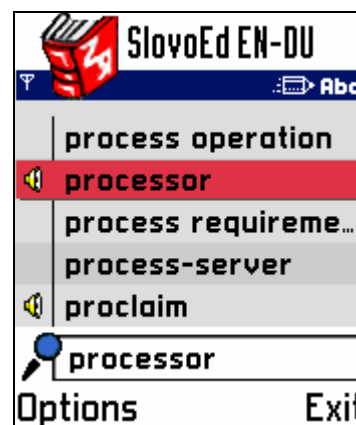 SlovoEd EN-DU
Abc
process operation
processor
process requireme...
process-server
proclaim
processor
Options Exit